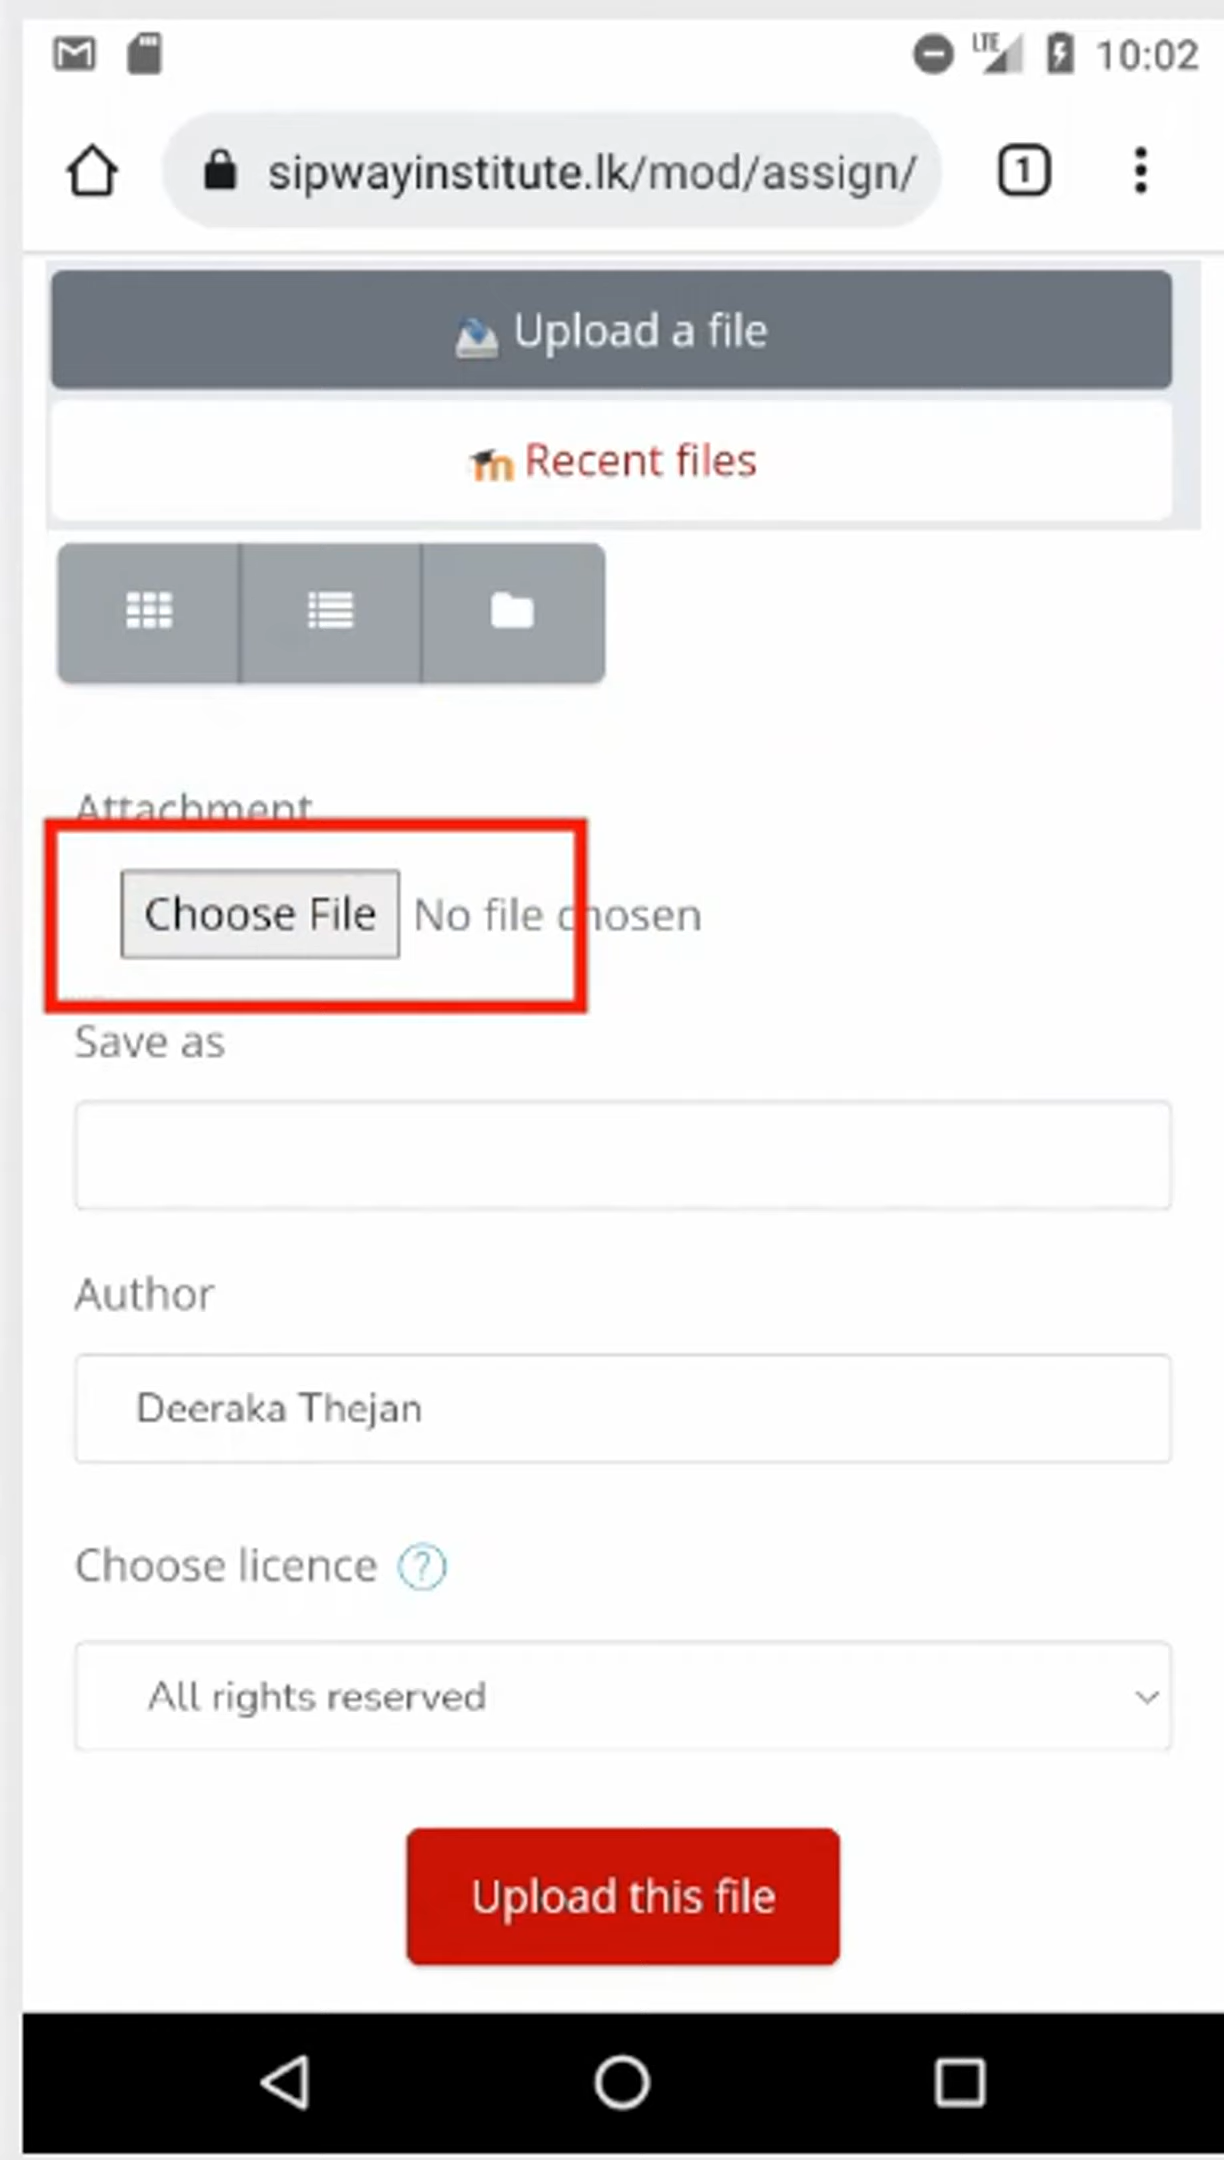 LTE 10:02
sipwayinstitute.lk/mod/assign/ 1
Upload a file
Recent files
Attachment
Choose File No file chosen
Save as
Author
Deeraka Thejan
Choose licence ?
All rights reserved
Upload this file